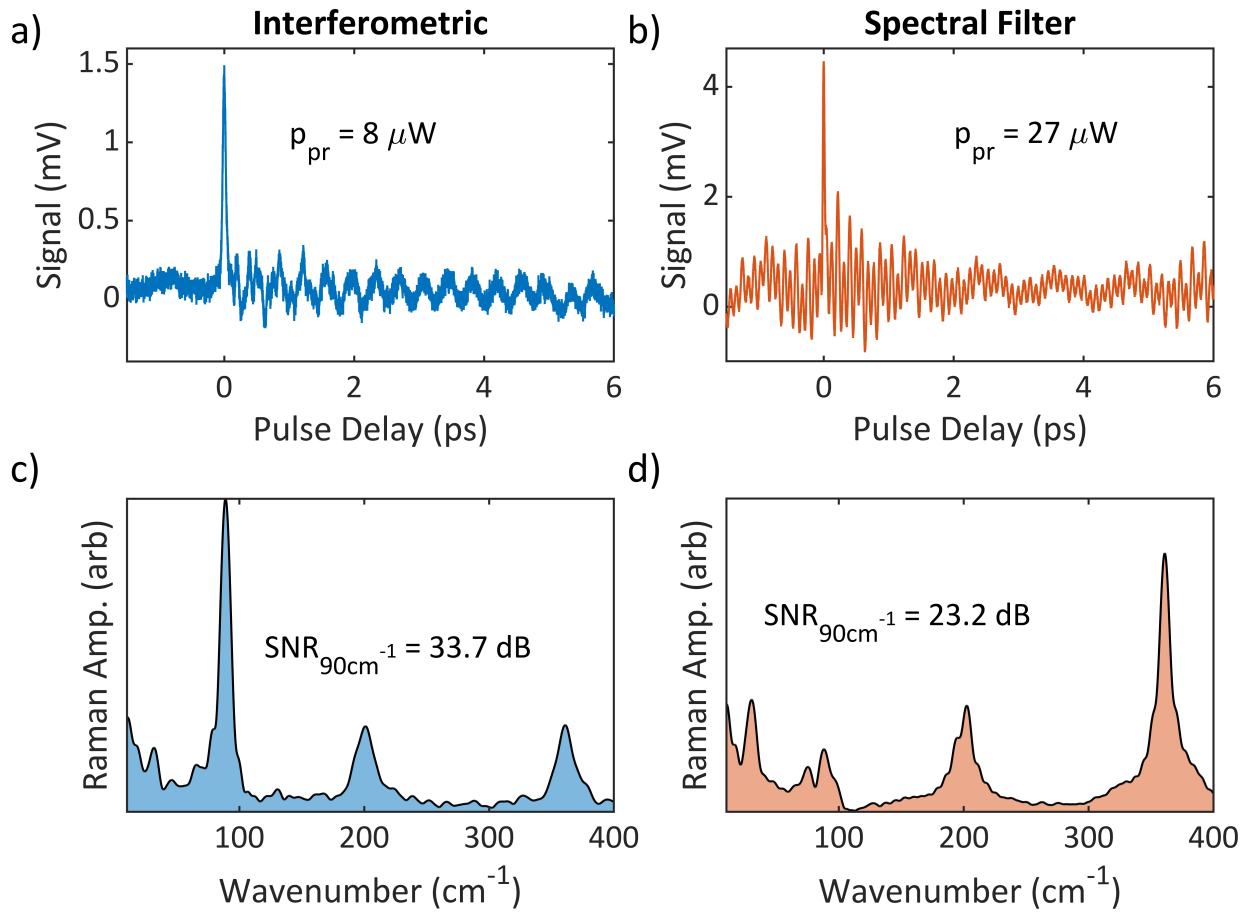 a)
Interferometric
1.5
1
0.5
0
Signal (mV)
p_pr = 8 μW
0 2 4 6
Pulse Delay (ps)
b)
Spectral Filter
4
2
0
Signal (mV)
p_pr = 27 μW
0 2 4 6
Pulse Delay (ps)
c)
Raman Amp. (arb)
SNR_90cm^-1 = 33.7 dB
100 200 300 400
Wavenumber (cm^-1)
d)
Raman Amp. (arb)
SNR_90cm^-1 = 23.2 dB
100 200 300 400
Wavenumber (cm^-1)